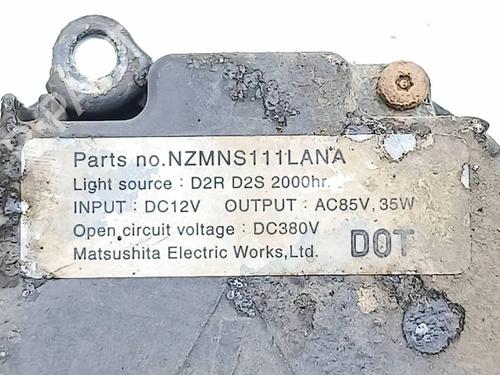 Parts no.NZMNS111LANA
Light source : D2R D2S 2000hr.
INPUT : DC12V OUTPUT : AC85V, 35W
Open circuit voltage : DC380V
DOT
Matsushita Electric Works,Ltd.